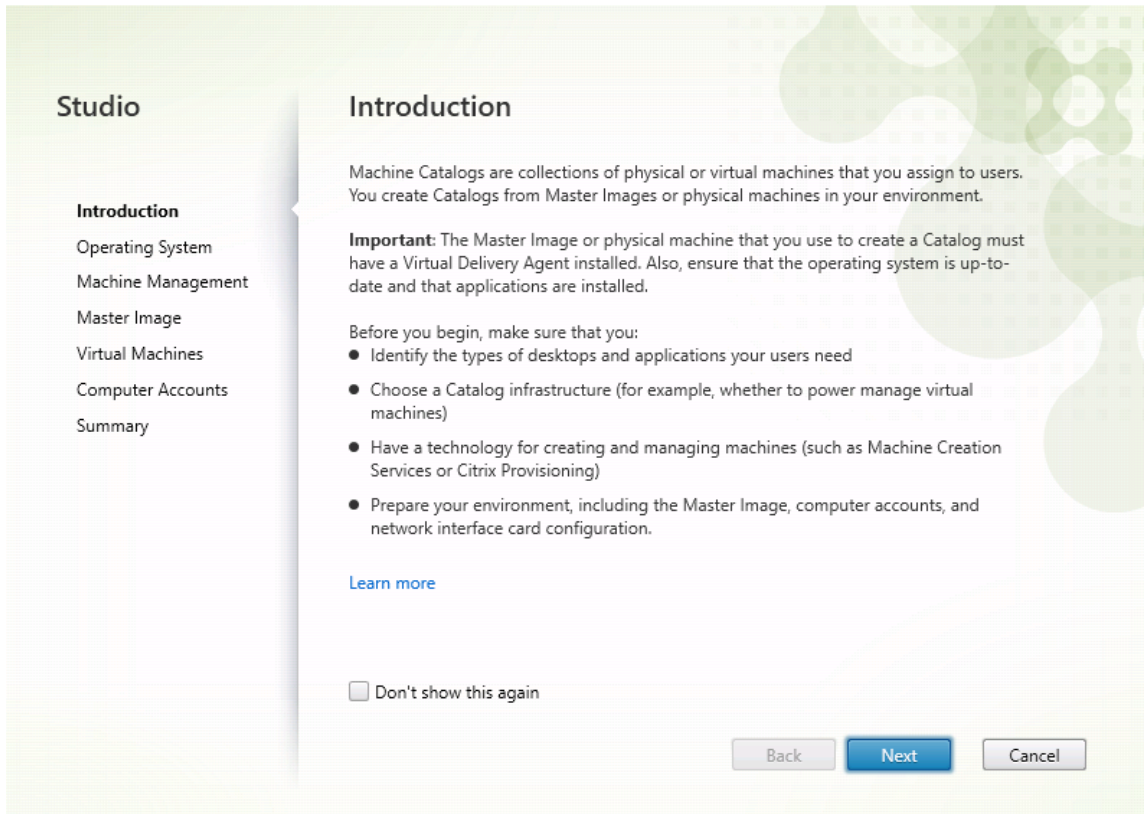 Studio
Introduction
Operating System
Machine Management
Master Image
Virtual Machines
Computer Accounts
Summary
Introduction
Machine Catalogs are collections of physical or virtual machines that you assign to users.
You create Catalogs from Master Images or physical machines in your environment.
Important: The Master Image or physical machine that you use to create a Catalog must
have a Virtual Delivery Agent installed. Also, ensure that the operating system is up-to-
date and that applications are installed.
Before you begin, make sure that you:
● Identify the types of desktops and applications your users need
● Choose a Catalog infrastructure (for example, whether to power manage virtual
machines)
● Have a technology for creating and managing machines (such as Machine Creation
Services or Citrix Provisioning)
● Prepare your environment, including the Master Image, computer accounts, and
network interface card configuration.
Learn more
Don't show this again
Back Next Cancel